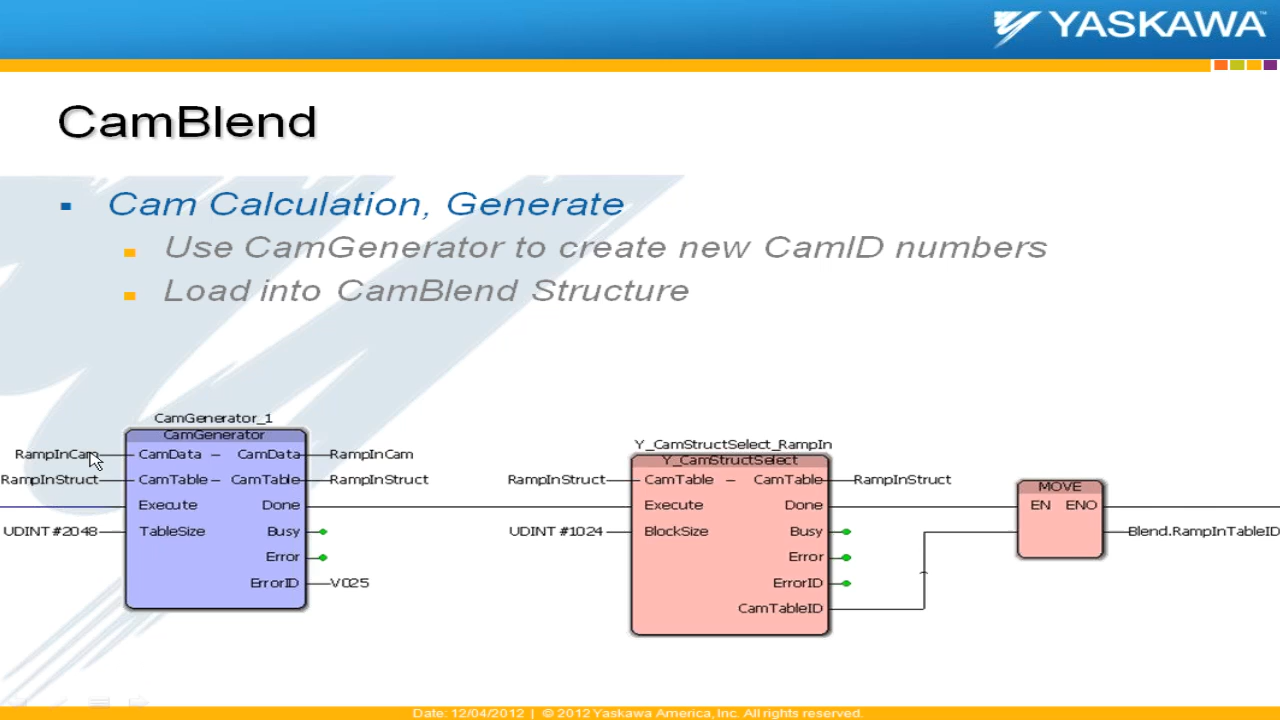 YASKAWA™
CamBlend
Cam Calculation, Generate
Use CamGenerator to create new CamID numbers
Load into CamBlend Structure
CamGenerator_1
CamGenerator
RampInCam CamData – CamData RampInCam
RampInStruct CamTable – CamTable RampInStruct
Execute Done
UDINT #2048 TableSize Busy
Error
ErrorID V025
Y_CamStructSelect_RampIn
Y_CamStructSelect
RampInStruct CamTable – CamTable RampInStruct
Execute Done
UDINT #1024 BlockSize Busy
Error
ErrorID
CamTableID
MOVE
EN ENO
Blend.RampInTableID
Date: 12/04/2012 | © 2012 Yaskawa America, Inc. All rights reserved.